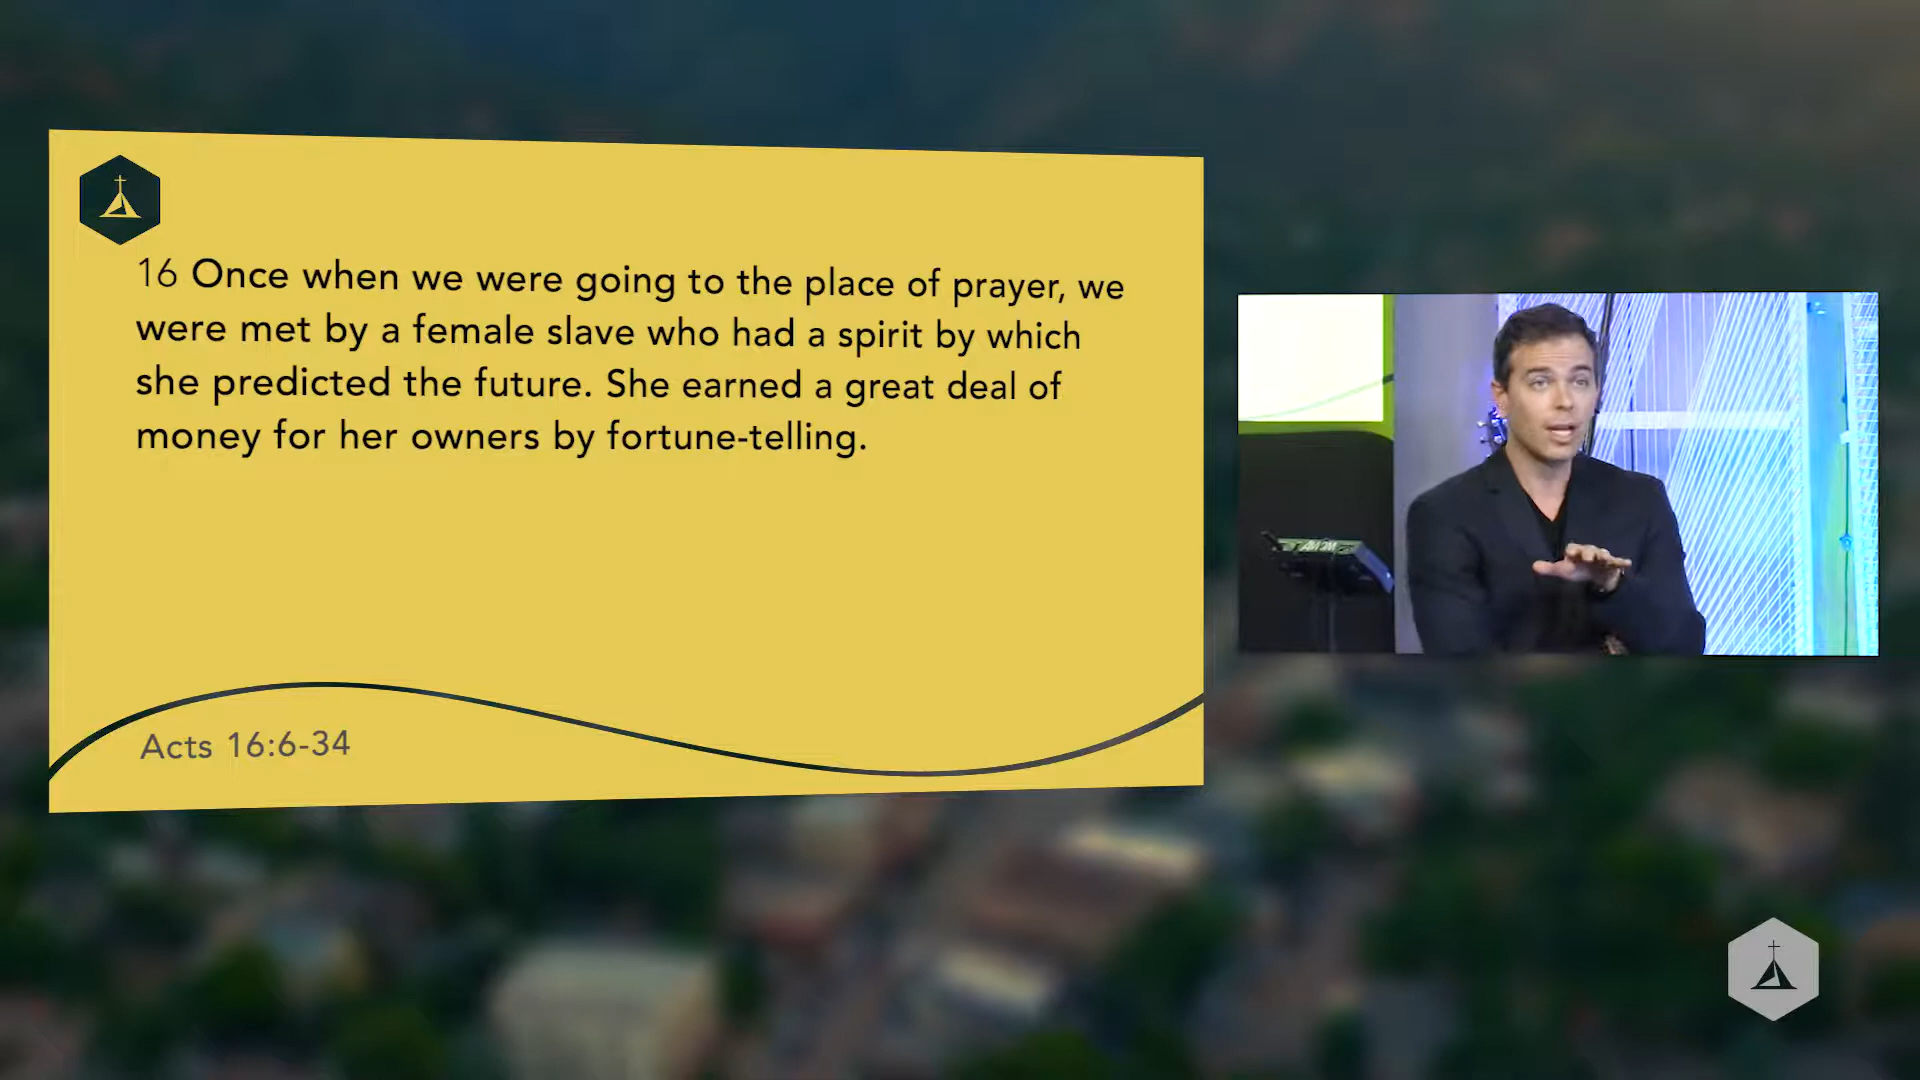 16 Once when we were going to the place of prayer, we
were met by a female slave who had a spirit by which
she predicted the future. She earned a great deal of
money for her owners by fortune-telling.
Acts 16:6-34